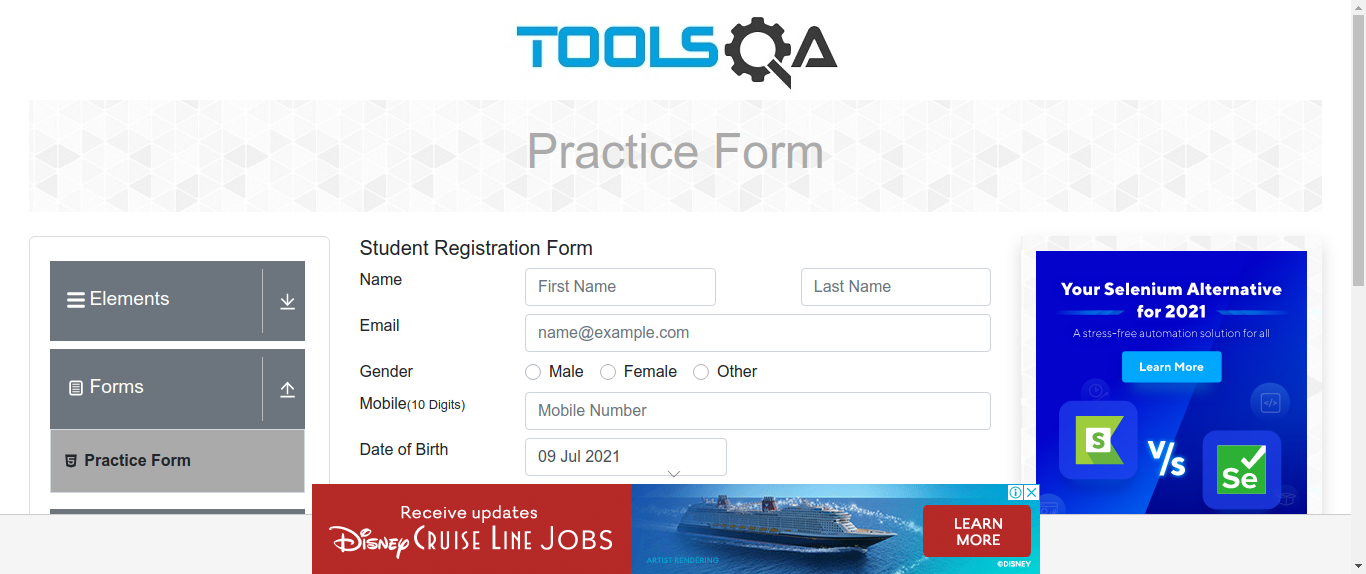 TOOLSQA
Practice Form
Elements
Forms
Practice Form
Student Registration Form
Name
First Name
Last Name
Email
name@example.com
Gender
Male
Female
Other
Mobile(10 Digits)
Mobile Number
Date of Birth
09 Jul 2021
Your Selenium Alternative
for 2021
A stress-free automation solution for all
Learn More
S
V/s
Se
Receive updates
Disney CRUISE LINE JOBS
ARTIST RENDERING
LEARN
MORE
©DISNEY